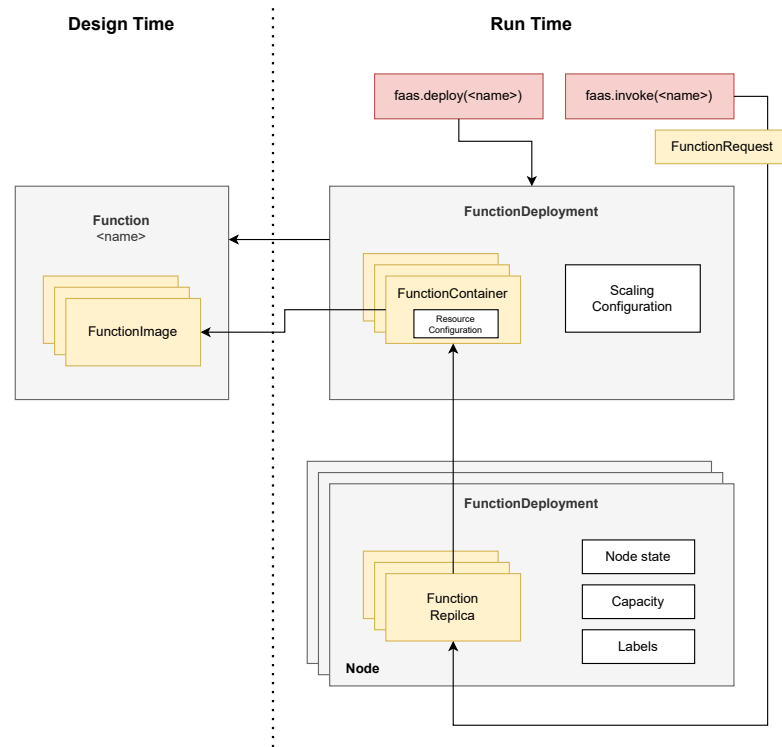 Design Time
Run Time
faas.deploy(<name>)
faas.invoke(<name>)
FunctionRequest
Function
<name>
FunctionImage
FunctionDeployment
FunctionContainer
Resource
Configuration
Scaling
Configuration
FunctionDeployment
Function
Repilca
Node state
Capacity
Labels
Node